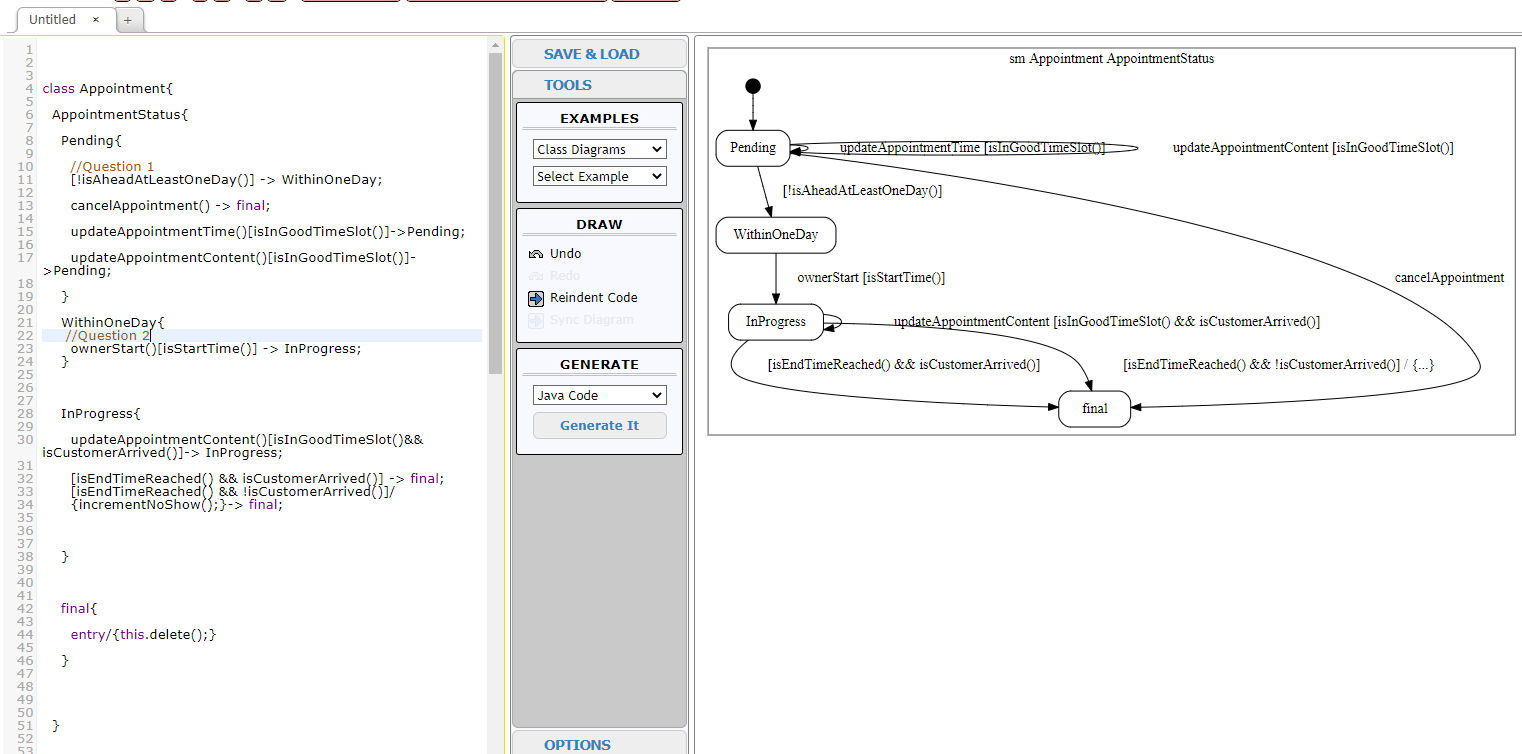 Untitled × +
1
2
3
4 class Appointment{
5
6 AppointmentStatus{
7
8 Pending{
9
10 //Question 1
11 [!isAheadAtLeastOneDay()] -> WithinOneDay;
12
13 cancelAppointment() -> final;
14
15 updateAppointmentTime()[isInGoodTimeSlot()]->Pending;
16
17 updateAppointmentContent()[isInGoodTimeSlot()]-
>Pending;
18
19 }
20
21 WithinOneDay{
22 //Question 2
23 ownerStart()[isStartTime()] -> InProgress;
24 }
25
26
27
28 InProgress{
29
30 updateAppointmentContent()[isInGoodTimeSlot()&&
isCustomerArrived()]-> InProgress;
31
32 [isEndTimeReached() && isCustomerArrived()] -> final;
33 [isEndTimeReached() && !isCustomerArrived()]/
34 {incrementNoShow();}-> final;
35
36
37
38 }
39
40
41
42 final{
43
44 entry/{this.delete();}
45
46 }
47
48
49
50
51 }
52
53
SAVE & LOAD
TOOLS
EXAMPLES
Class Diagrams
Select Example
DRAW
Undo
Redo
Reindent Code
Sync Diagram
GENERATE
Java Code
Generate It
OPTIONS
sm Appointment AppointmentStatus
Pending
updateAppointmentTime [isInGoodTimeSlot()]
updateAppointmentContent [isInGoodTimeSlot()]
[!isAheadAtLeastOneDay()]
WithinOneDay
ownerStart [isStartTime()]
cancelAppointment
InProgress
updateAppointmentContent [isInGoodTimeSlot() && isCustomerArrived()]
[isEndTimeReached() && isCustomerArrived()]
[isEndTimeReached() && !isCustomerArrived()] / {...}
final